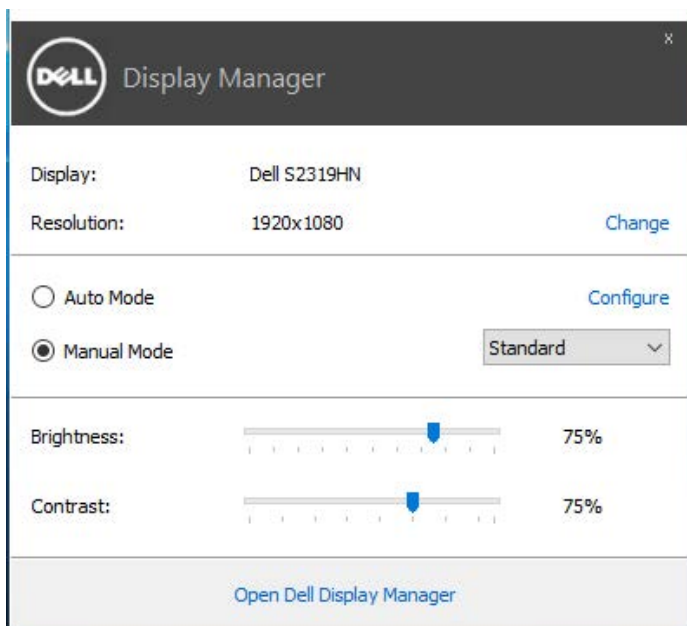 DELL Display Manager
x
Display: Dell S2319HN
Resolution: 1920x1080 Change
Auto Mode Configure
Manual Mode Standard
Brightness: 75%
Contrast: 75%
Open Dell Display Manager